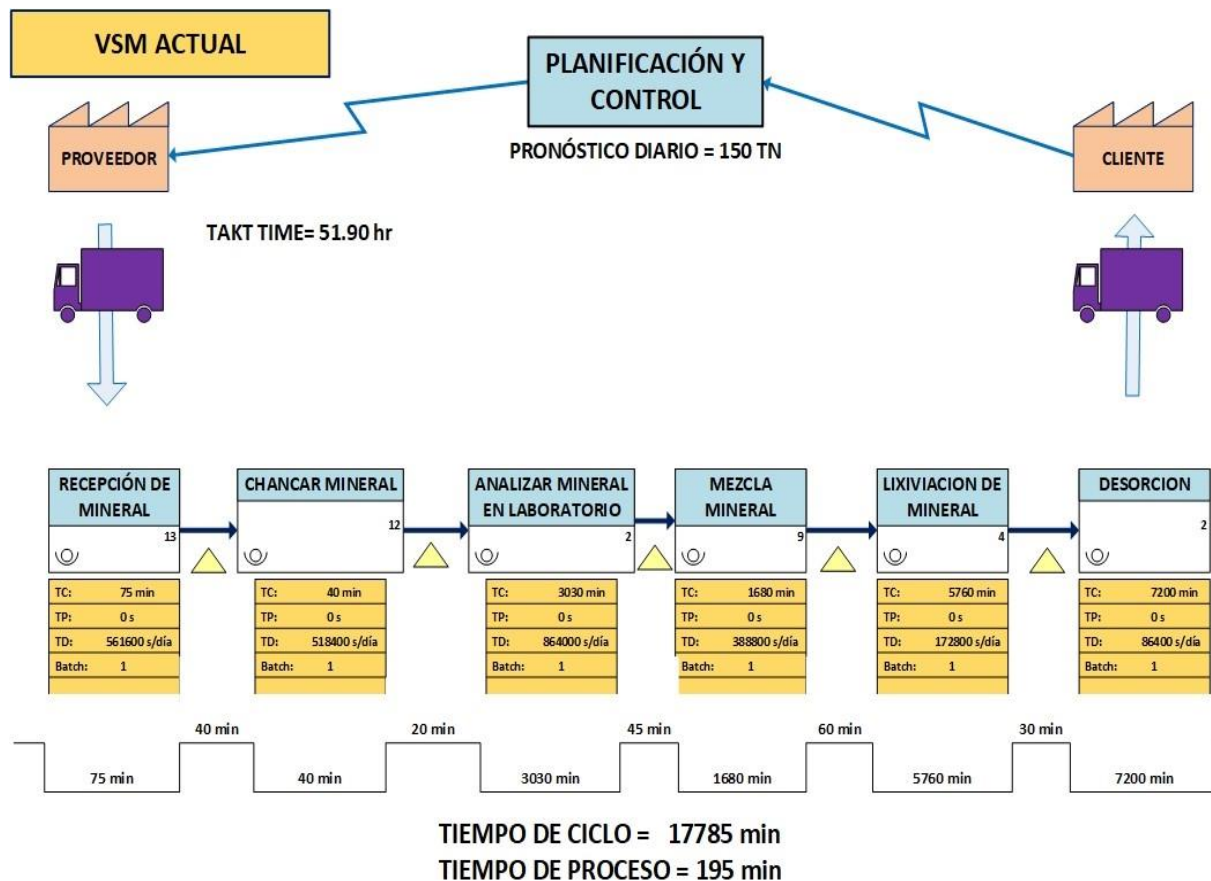 VSM ACTUAL
PLANIFICACIÓN Y
CONTROL
PRONÓSTICO DIARIO = 150 TN
PROVEEDOR
CLIENTE
TAKT TIME= 51.90 hr
RECEPCIÓN DE
MINERAL
13
CHANCAR MINERAL
12
ANALIZAR MINERAL
EN LABORATORIO
2
MEZCLA
MINERAL
9
LIXIVIACION DE
MINERAL
4
DESORCION
2
TC: 75 min
TP: 0 s
TD: 561600 s/día
Batch: 1
TC: 40 min
TP: 0 s
TD: 518400 s/día
Batch: 1
TC: 3030 min
TP: 0 s
TD: 864000 s/día
Batch: 1
TC: 1680 min
TP: 0 s
TD: 388800 s/día
Batch: 1
TC: 5760 min
TP: 0 s
TD: 172800 s/día
Batch: 1
TC: 7200 min
TP: 0 s
TD: 86400 s/día
Batch: 1
40 min
20 min
45 min
60 min
30 min
75 min
40 min
3030 min
1680 min
5760 min
7200 min
TIEMPO DE CICLO = 17785 min
TIEMPO DE PROCESO = 195 min